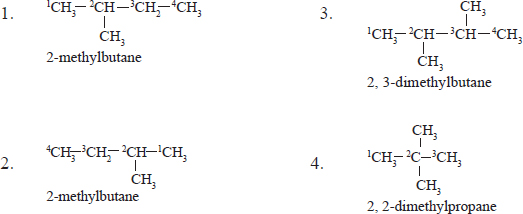 1. ¹CH₃–²CH–³CH₂–⁴CH₃
CH₃
2-methylbutane
2. ⁴CH₃–³CH₂–²CH–¹CH₃
CH₃
2-methylbutane
3. CH₃
¹CH₃–²CH–³CH–⁴CH₃
CH₃
2, 3-dimethylbutane
4. CH₃
¹CH₃–²C–³CH₃
CH₃
2, 2-dimethylpropane